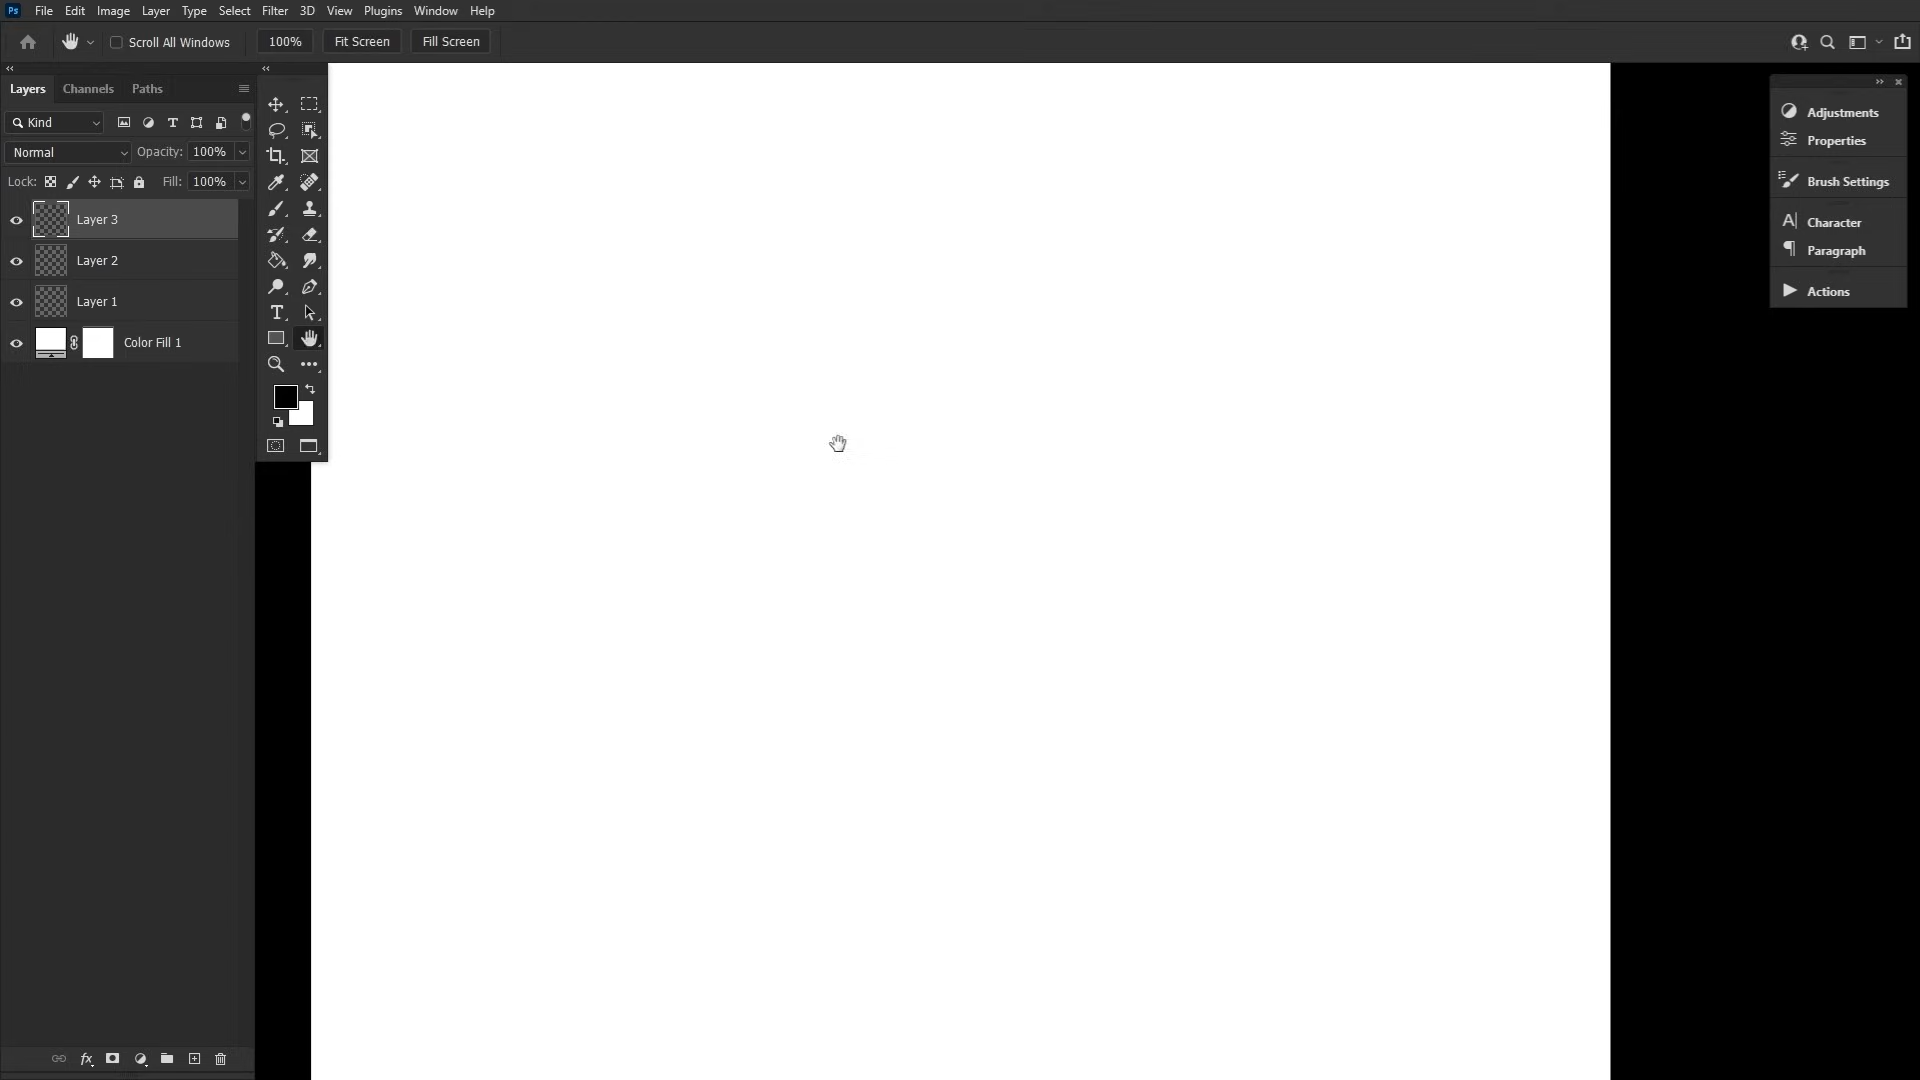 Ps File Edit Image Layer Type Select Filter 3D View Plugins Window Help
Scroll All Windows 100% Fit Screen Fill Screen
Layers Channels Paths
Kind
Normal Opacity: 100%
Lock: Fill: 100%
Layer 3
Layer 2
Layer 1
Color Fill 1
fx
Adjustments
Properties
Brush Settings
Character
Paragraph
Actions